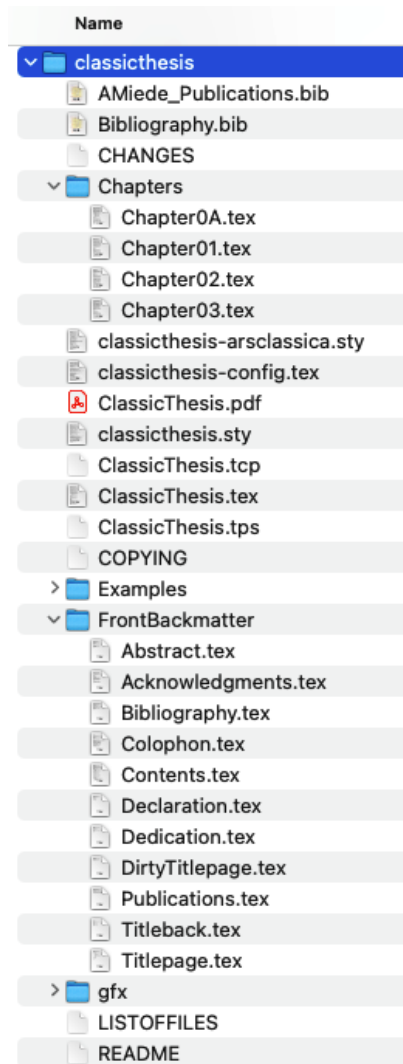 Name
classicthesis
AMiede_Publications.bib
Bibliography.bib
CHANGES
Chapters
Chapter0A.tex
Chapter01.tex
Chapter02.tex
Chapter03.tex
classicthesis-arsclassica.sty
classicthesis-config.tex
ClassicThesis.pdf
classicthesis.sty
ClassicThesis.tcp
ClassicThesis.tex
ClassicThesis.tps
COPYING
Examples
FrontBackmatter
Abstract.tex
Acknowledgments.tex
Bibliography.tex
Colophon.tex
Contents.tex
Declaration.tex
Dedication.tex
DirtyTitlepage.tex
Publications.tex
Titleback.tex
Titlepage.tex
gfx
LISTOFFILES
README